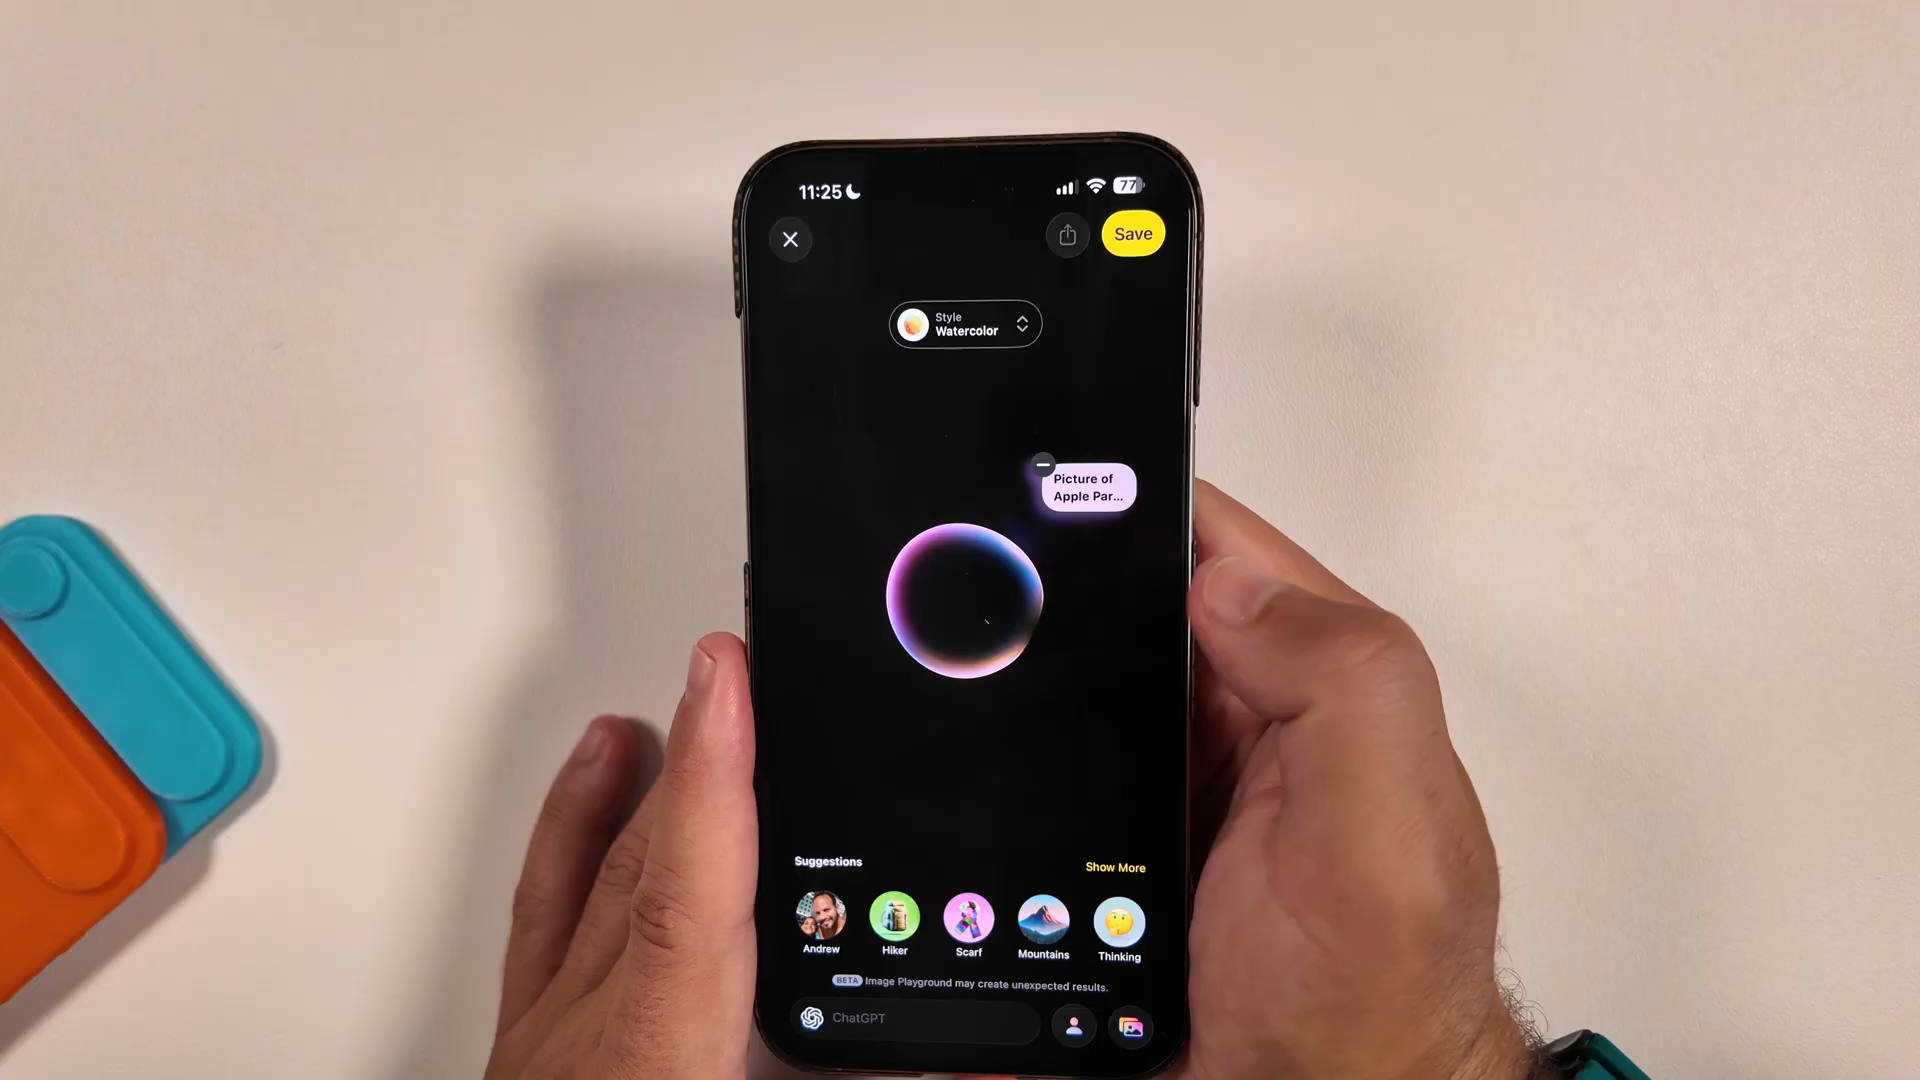 11:25
77
Save
Style
Watercolor
Picture of
Apple Par...
Suggestions
Show More
Andrew
Hiker
Scarf
Mountains
Thinking
BETA Image Playground may create unexpected results.
ChatGPT